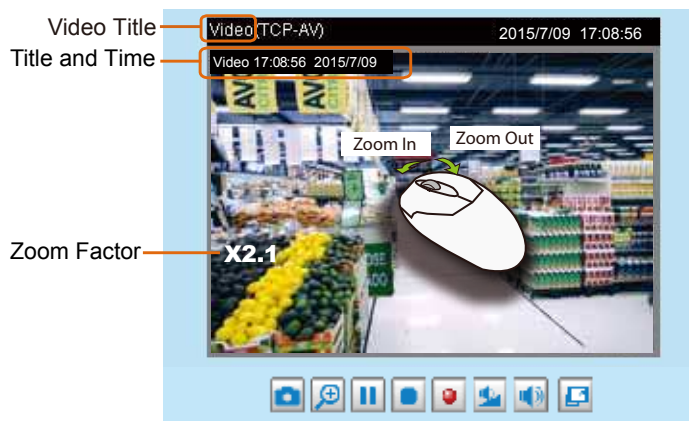 Video Title
Video(TCP-AV) 2015/7/09 17:08:56
Title and Time
Video 17:08:56 2015/7/09
Zoom In
Zoom Out
Zoom Factor
X2.1